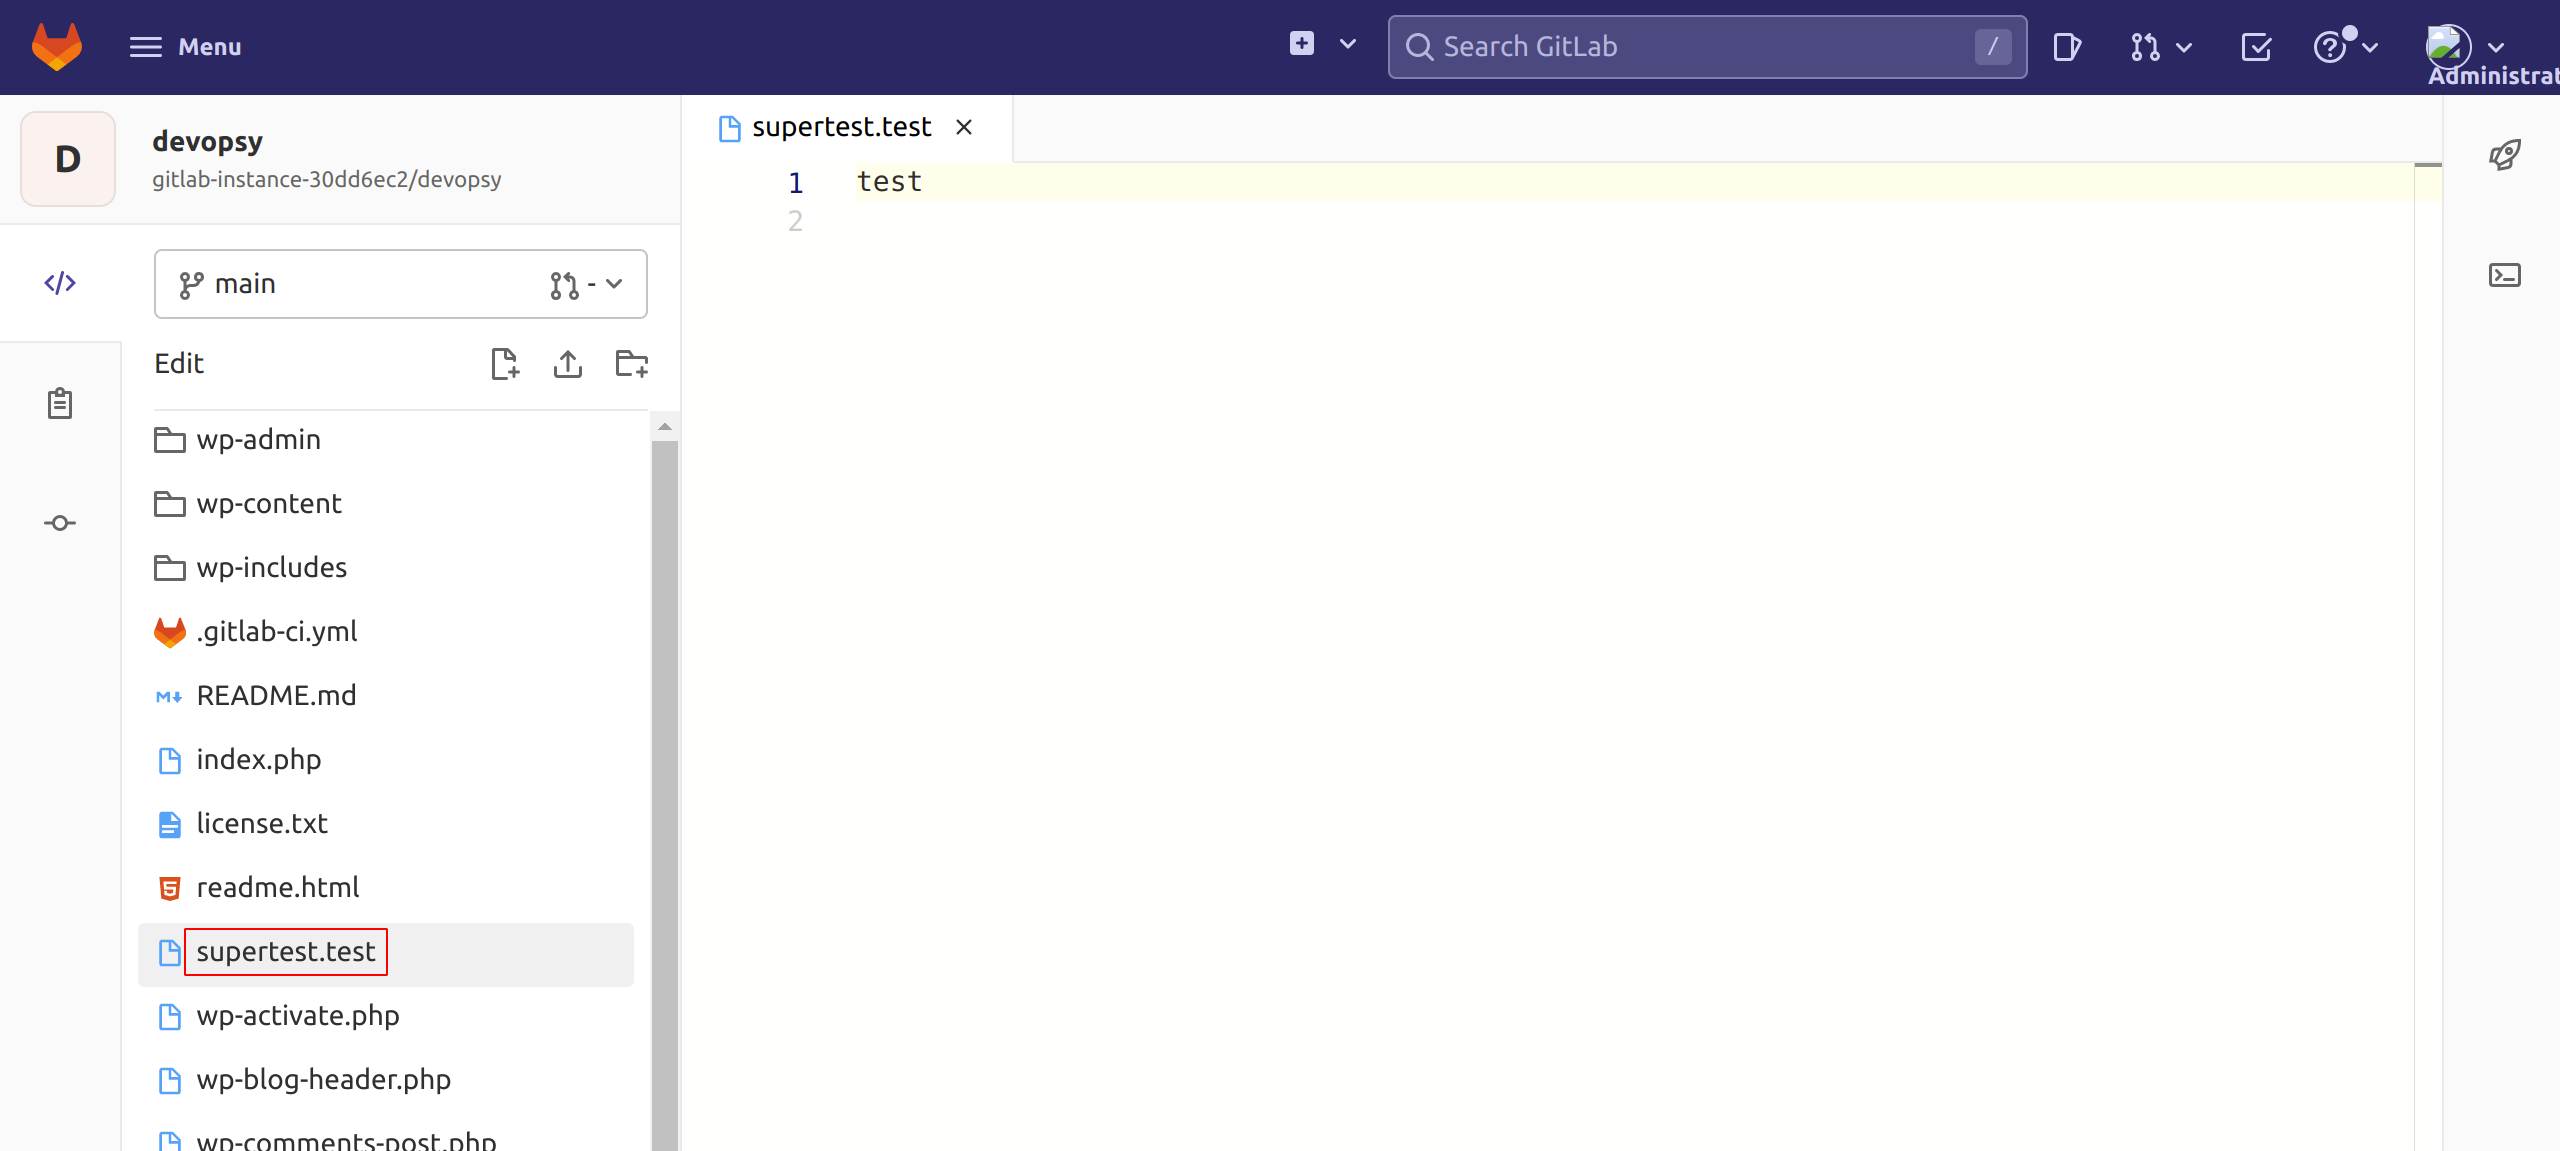 Menu
Search GitLab /
Administrat
D
devopsy
gitlab-instance-30dd6ec2/devopsy
supertest.test
1 test
2
main -
Edit
wp-admin
wp-content
wp-includes
.gitlab-ci.yml
README.md
index.php
license.txt
readme.html
supertest.test
wp-activate.php
wp-blog-header.php
wp-comments-post.php